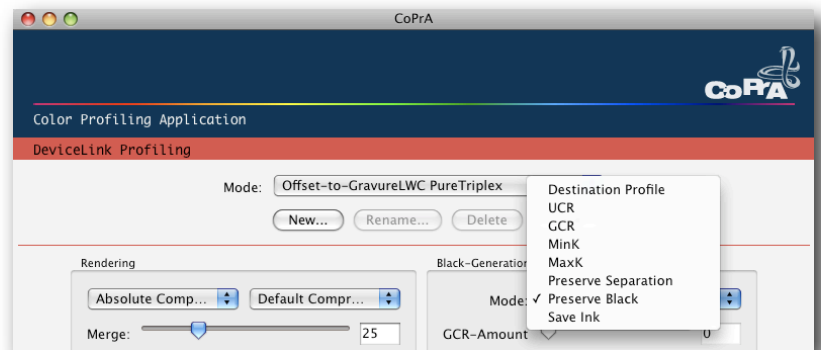 CoPrA
CoPrA
Color Profiling Application
DeviceLink Profiling
Mode: Offset-to-GravureLWC PureTriplex
New... Rename... Delete
Rendering
Absolute Comp... Default Compr...
Merge: 25
Black-Generation
Mode: ✓ Preserve Black
GCR-Amount 0
Destination Profile
UCR
GCR
MinK
MaxK
Preserve Separation
Save Ink